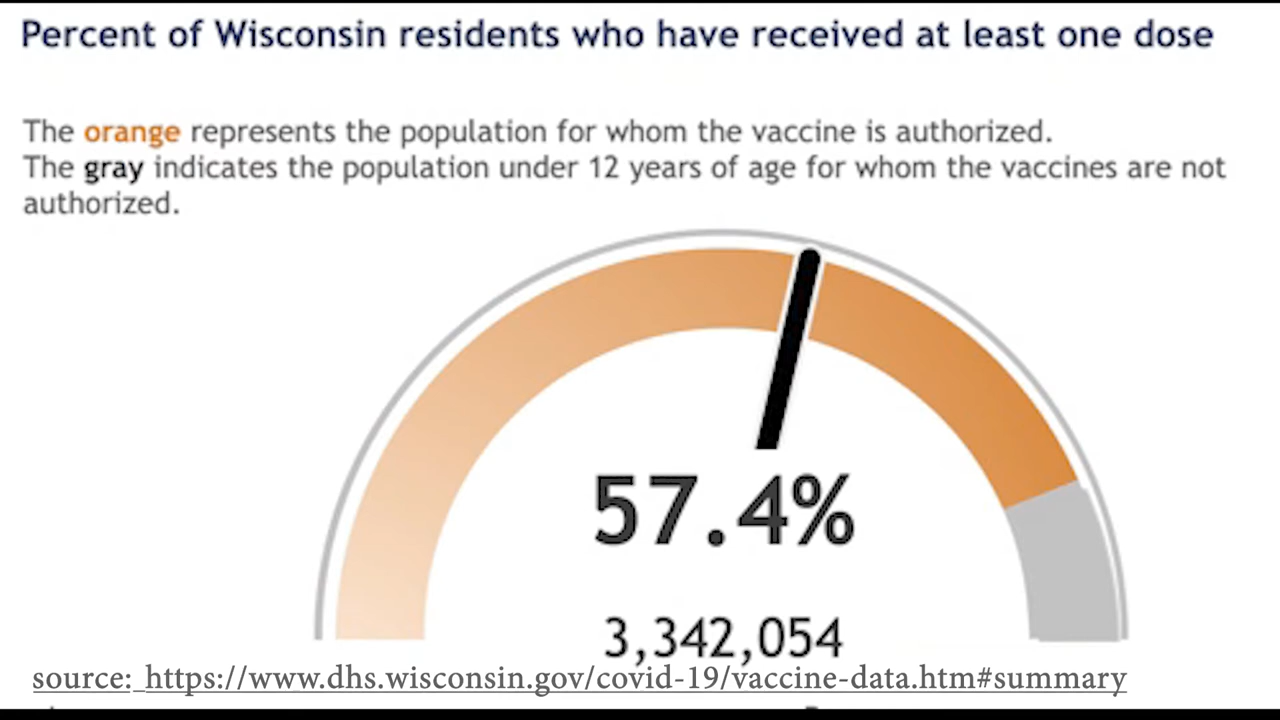 Percent of Wisconsin residents who have received at least one dose
The orange represents the population for whom the vaccine is authorized.
The gray indicates the population under 12 years of age for whom the vaccines are not
authorized.
57.4%
3,342,054
source: https://www.dhs.wisconsin.gov/covid-19/vaccine-data.htm#summary